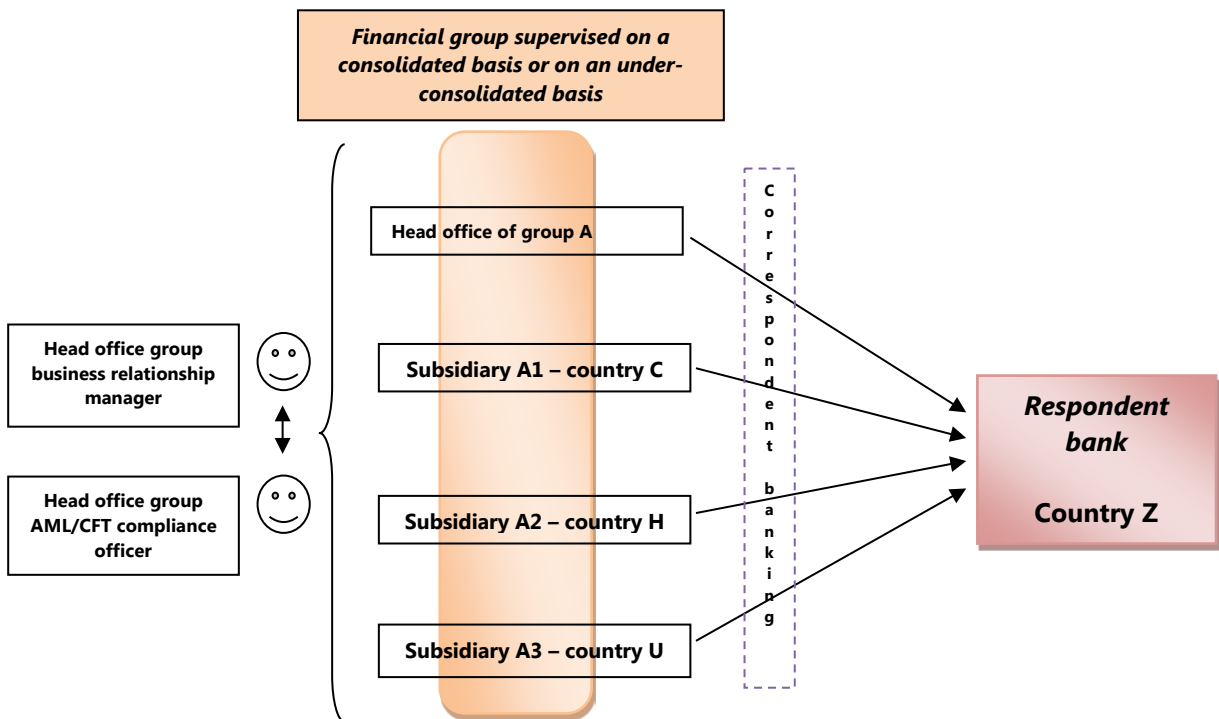 Financial group supervised on a
consolidated basis or on an under-
consolidated basis
Head office of group A
Head office group
business relationship
manager
Subsidiary A1 – country C
Head office group
AML/CFT compliance
officer
Subsidiary A2 – country H
Subsidiary A3 – country U
Correspondent banking
Respondent
bank
Country Z